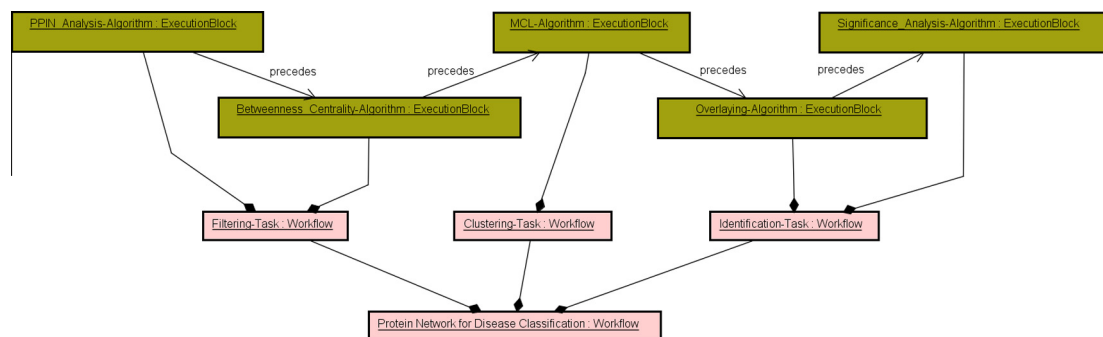 PPIN_Analysis-Algorithm : ExecutionBlock
MCL-Algorithm : ExecutionBlock
Significance_Analysis-Algorithm : ExecutionBlock
precedes
precedes
precedes
precedes
Betweenness_Centrality-Algorithm : ExecutionBlock
Overlaying-Algorithm : ExecutionBlock
Filtering-Task : Workflow
Clustering-Task : Workflow
Identification-Task : Workflow
Protein Network for Disease Classification : Workflow